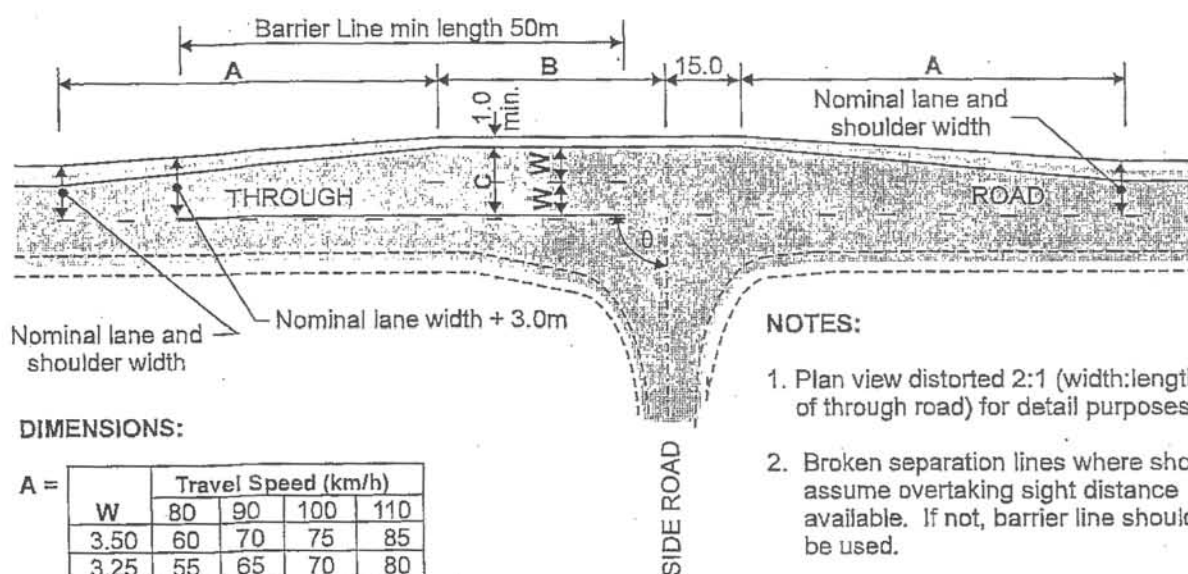 Barrier Line min length 50m
A
B
15.0
A
1.0
min.
Nominal lane and
shoulder width
C
W
W
THROUGH
ROAD
θ
Nominal lane width + 3.0m
Nominal lane and
shoulder width
NOTES:
1. Plan view distorted 2:1 (width:length
of through road) for detail purposes
DIMENSIONS:
2. Broken separation lines where sho
assume overtaking sight distance
available. If not, barrier line should
be used.
A =
Travel Speed (km/h)
W 80 90 100 110
3.50 60 70 75 85
3.25 55 65 70 80
SIDE ROAD